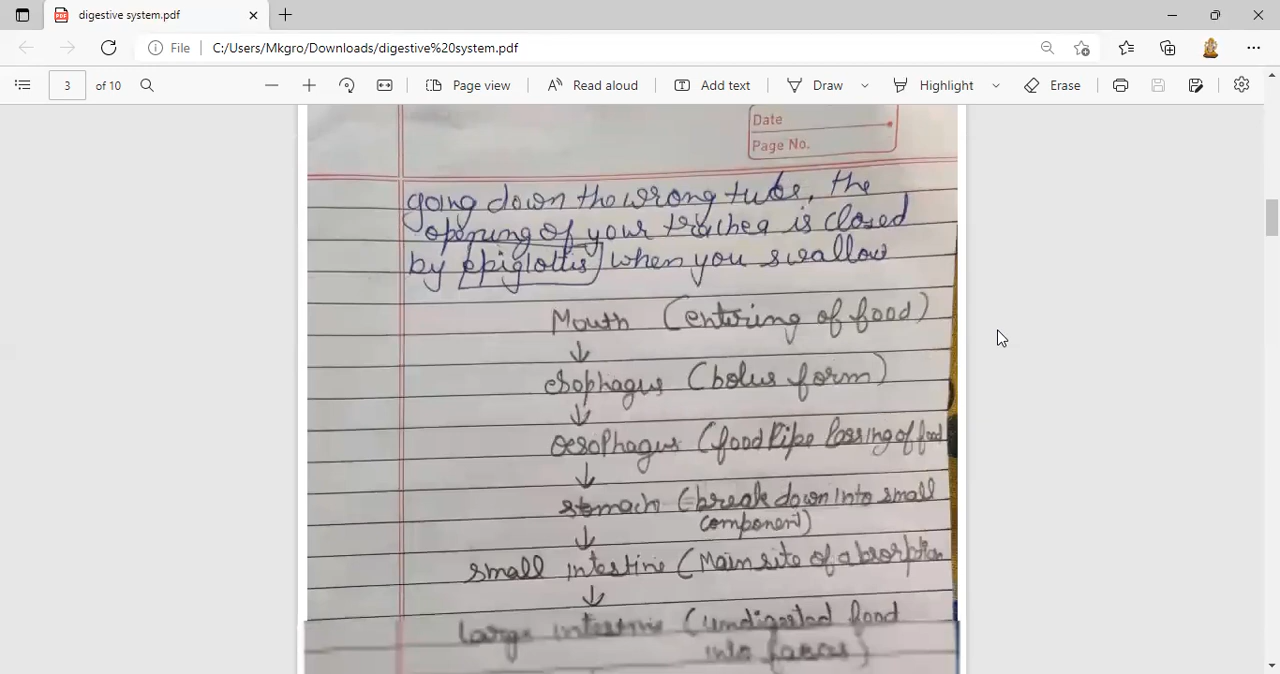 digestive system.pdf
File
C:/Users/Mkgro/Downloads/digestive%20system.pdf
3 of 10
Page view
Read aloud
Add text
Draw
Highlight
Erase
Date
Page No.
going down the wrong tube, the
opening of your trachea is closed
by epiglottis when you swallow
Mouth (entering of food)
↓
esophagus (bolus form)
↓
oesophagus (food Pipe Passing of food
↓
stomach (break down into small
component)
↓
small intestine (Main site of absorption
↓
large intestine (undigested food
into faeces)